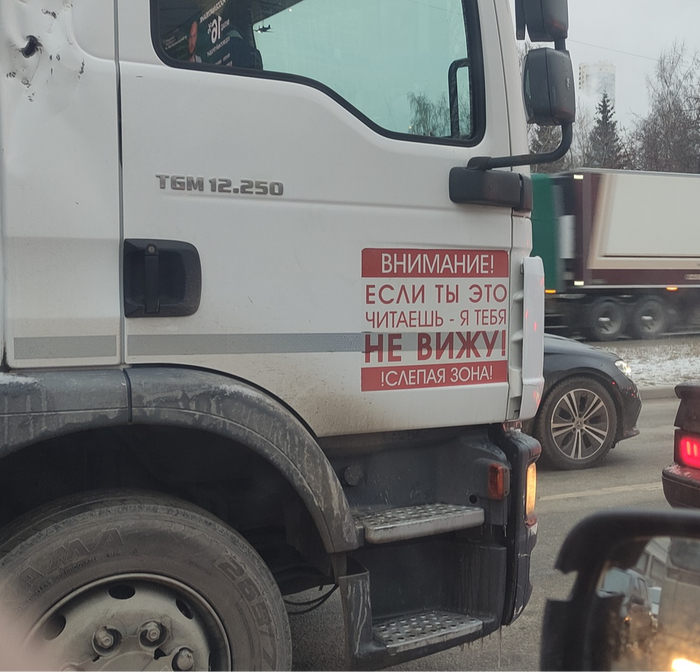 TGM 12.250
ВНИМАНИЕ!
ЕСЛИ ТЫ ЭТО
ЧИТАЕШЬ - Я ТЕБЯ
НЕ ВИЖУ!
!СЛЕПАЯ ЗОНА!